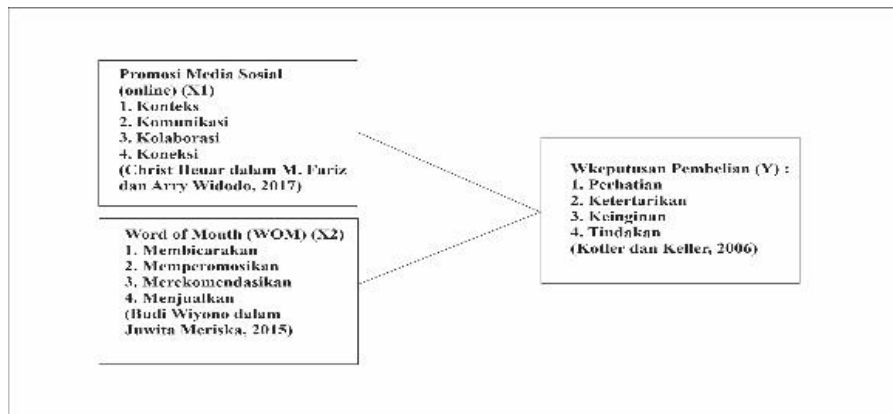 Promosi Media Sosial
(online) (X1)
1. Konteks
2. Komunikasi
3. Kolaborasi
4. Koneksi
(Christ Heuar dalam M. Fariz
dan Arry Widodo, 2017)
Word of Mouth (WOM) (X2)
1. Membicarakan
2. Memperomosikan
3. Merekomendasikan
4. Menjualkan
(Budi Wiyono dalam
Juwita Meriska, 2015)
Wkeputusan Pembelian (Y) :
1. Perhatian
2. Ketertarikan
3. Keinginan
4. Tindakan
(Kotler dan Keller, 2006)